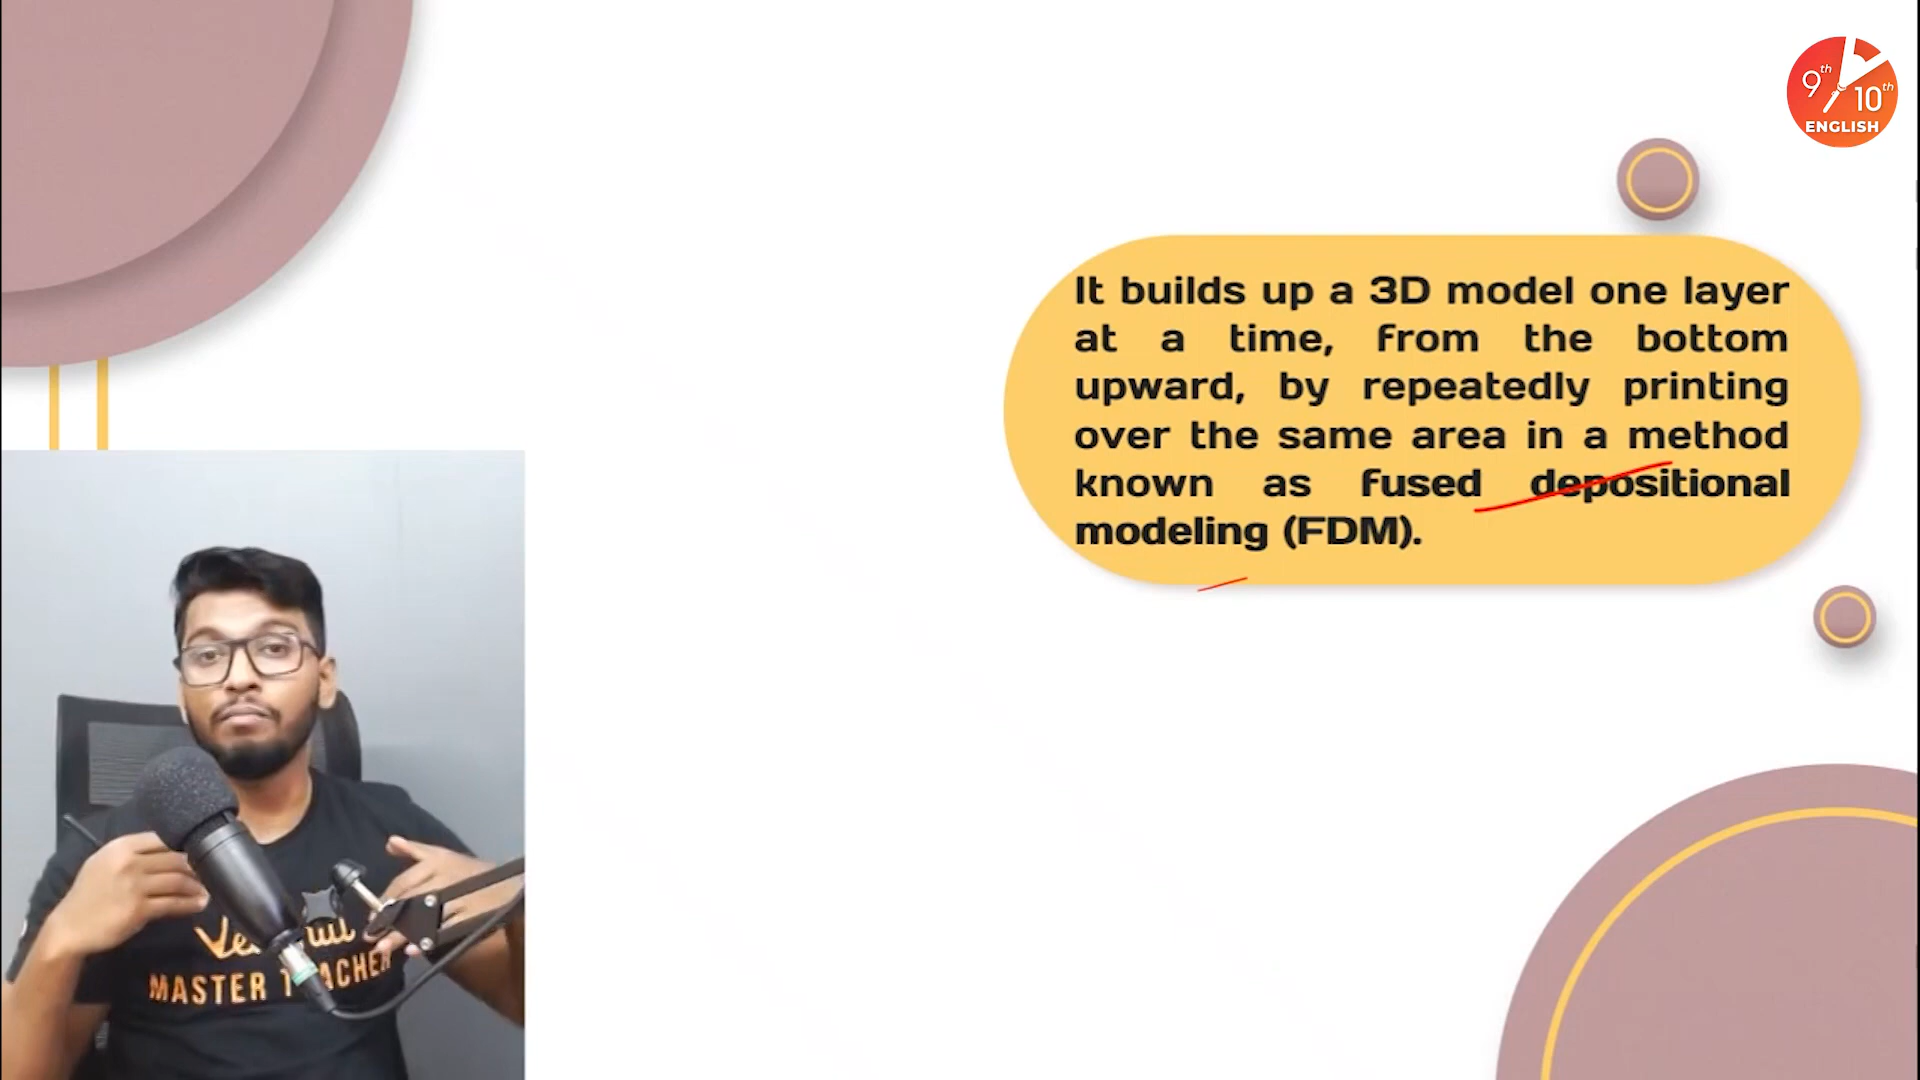 9th
10th
ENGLISH
It builds up a 3D model one layer
at a time, from the bottom
upward, by repeatedly printing
over the same area in a method
known as fused depositional
modeling (FDM).
MASTER